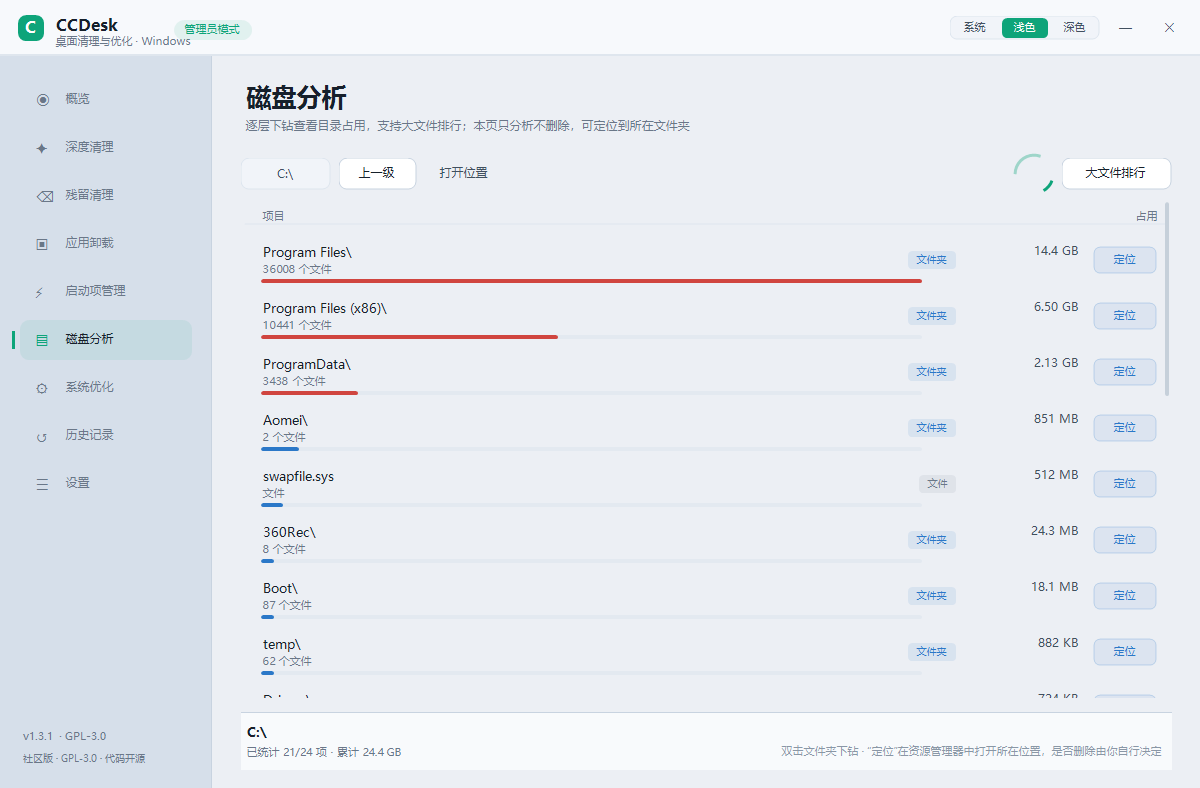 C
CCDesk
管理员模式
桌面清理与优化 · Windows
系统
浅色
深色
概览
深度清理
残留清理
应用卸载
启动项管理
磁盘分析
系统优化
历史记录
设置
v1.3.1 · GPL-3.0
社区版 · GPL-3.0 · 代码开源
磁盘分析
逐层下钻查看目录占用，支持大文件排行；本页只分析不删除，可定位到所在文件夹
C:\
上一级
打开位置
大文件排行
项目
占用
Program Files\
36008 个文件
文件夹
14.4 GB
定位
Program Files (x86)\
10441 个文件
文件夹
6.50 GB
定位
ProgramData\
3438 个文件
文件夹
2.13 GB
定位
Aomei\
2 个文件
文件夹
851 MB
定位
swapfile.sys
文件
文件
512 MB
定位
360Rec\
8 个文件
文件夹
24.3 MB
定位
Boot\
87 个文件
文件夹
18.1 MB
定位
temp\
62 个文件
文件夹
882 KB
定位
C:\
已统计 21/24 项 · 累计 24.4 GB
双击文件夹下钻 · "定位"在资源管理器中打开所在位置，是否删除由你自行决定